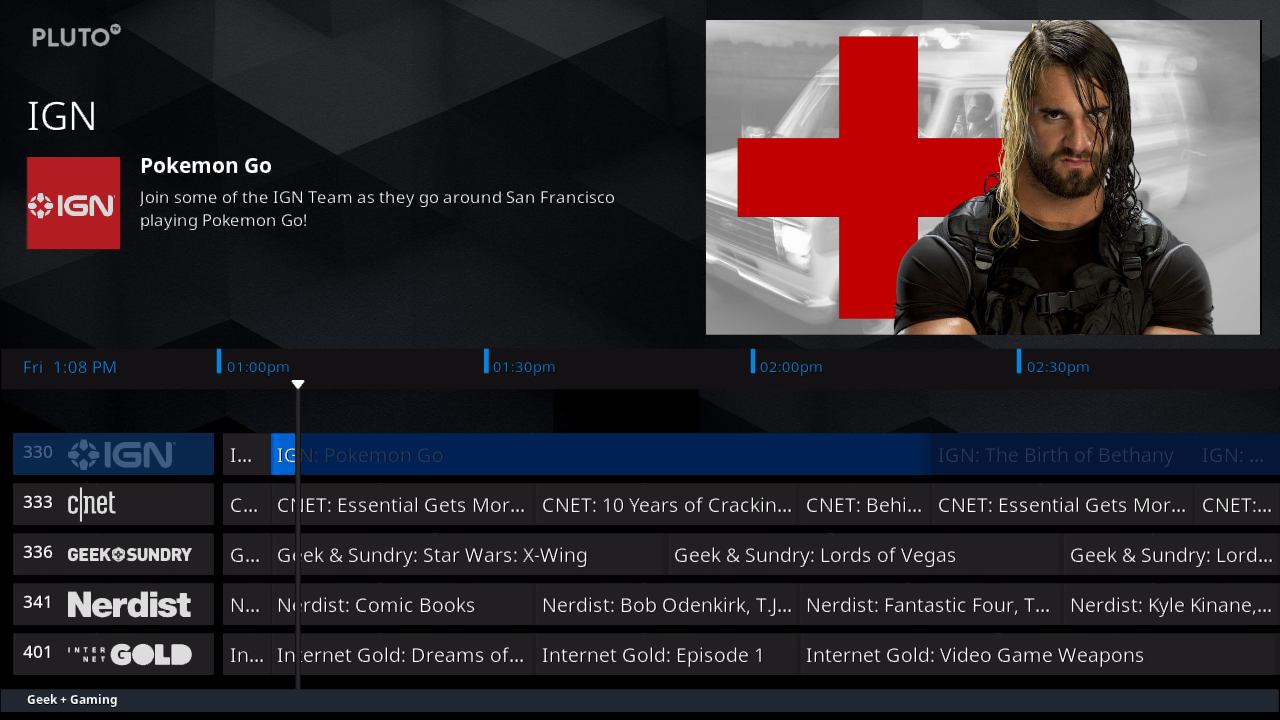 PLUTO TV
IGN
IGN
Pokemon Go
Join some of the IGN Team as they go around San Francisco
playing Pokemon Go!
Fri 1:08 PM
01:00pm
01:30pm
02:00pm
02:30pm
330 IGN I... IGN: Pokemon Go IGN: The Birth of Bethany IGN: ...
333 c|net C... CNET: Essential Gets Mor... CNET: 10 Years of Crackin... CNET: Behi... CNET: Essential Gets Mor... CNET:...
336 GEEK & SUNDRY G... Geek & Sundry: Star Wars: X-Wing Geek & Sundry: Lords of Vegas Geek & Sundry: Lord...
341 Nerdist N... Nerdist: Comic Books Nerdist: Bob Odenkirk, T.J... Nerdist: Fantastic Four, T... Nerdist: Kyle Kinane,...
401 INTERNET GOLD In... Internet Gold: Dreams of... Internet Gold: Episode 1 Internet Gold: Video Game Weapons
Geek + Gaming